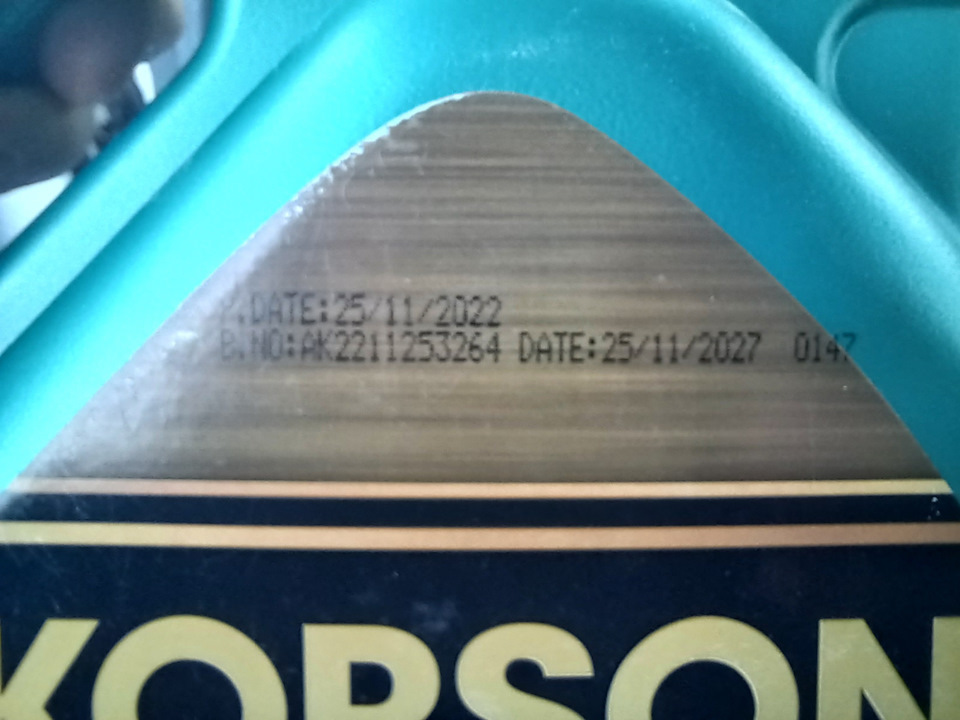 .DATE:25/11/2022
B.NO:AK2211253264 DATE:25/11/2027 0147
KORSON